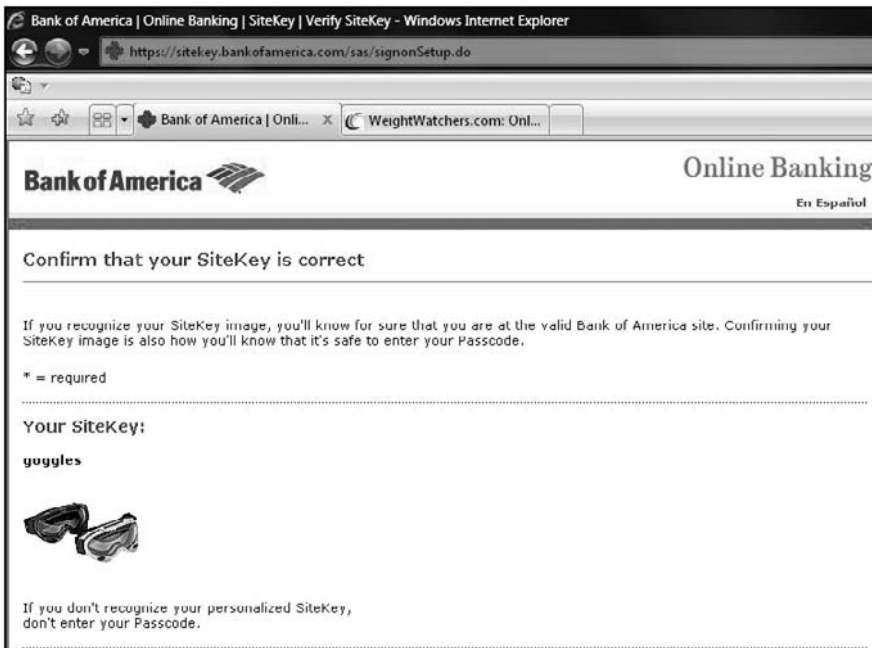 Bank of America | Online Banking | SiteKey | Verify SiteKey - Windows Internet Explorer
https://sitekey.bankofamerica.com/sas/signonSetup.do
Bank of America | Onli... x WeightWatchers.com: Onl...
Bank of America Online Banking
En Español
Confirm that your SiteKey is correct
If you recognize your SiteKey image, you'll know for sure that you are at the valid Bank of America site. Confirming your
SiteKey image is also how you'll know that it's safe to enter your Passcode.
* = required
Your SiteKey:
goggles
If you don't recognize your personalized SiteKey,
don't enter your Passcode.